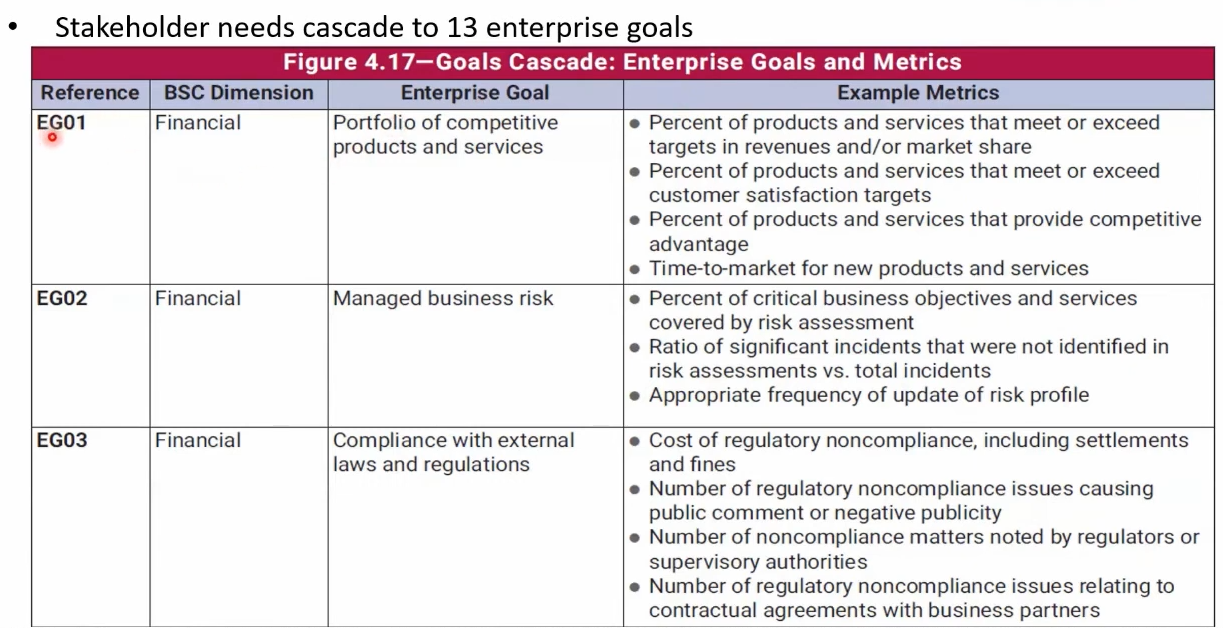 • Stakeholder needs cascade to 13 enterprise goals
Figure 4.17—Goals Cascade: Enterprise Goals and Metrics
Reference BSC Dimension Enterprise Goal Example Metrics
EG01 Financial Portfolio of competitive products and services
● Percent of products and services that meet or exceed
targets in revenues and/or market share
● Percent of products and services that meet or exceed
customer satisfaction targets
● Percent of products and services that provide competitive
advantage
● Time-to-market for new products and services
EG02 Financial Managed business risk
● Percent of critical business objectives and services
covered by risk assessment
● Ratio of significant incidents that were not identified in
risk assessments vs. total incidents
● Appropriate frequency of update of risk profile
EG03 Financial Compliance with external laws and regulations
● Cost of regulatory noncompliance, including settlements
and fines
● Number of regulatory noncompliance issues causing
public comment or negative publicity
● Number of noncompliance matters noted by regulators or
supervisory authorities
● Number of regulatory noncompliance issues relating to
contractual agreements with business partners